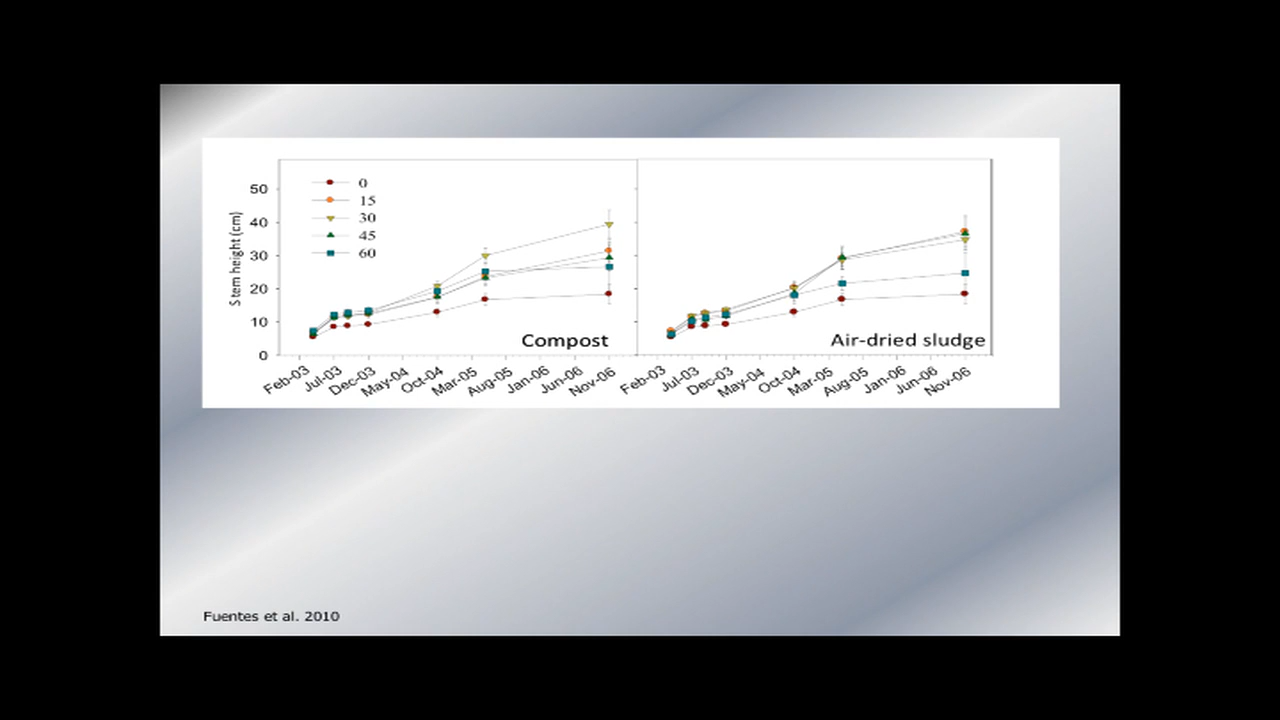 0
15
30
45
60
50
40
30
20
10
0
Stem height (cm)
Compost
Air-dried sludge
Feb-03 Jul-03 Dec-03 May-04 Oct-04 Mar-05 Aug-05 Jan-06 Jun-06 Nov-06
Feb-03 Jul-03 Dec-03 May-04 Oct-04 Mar-05 Aug-05 Jan-06 Jun-06 Nov-06
Fuentes et al. 2010